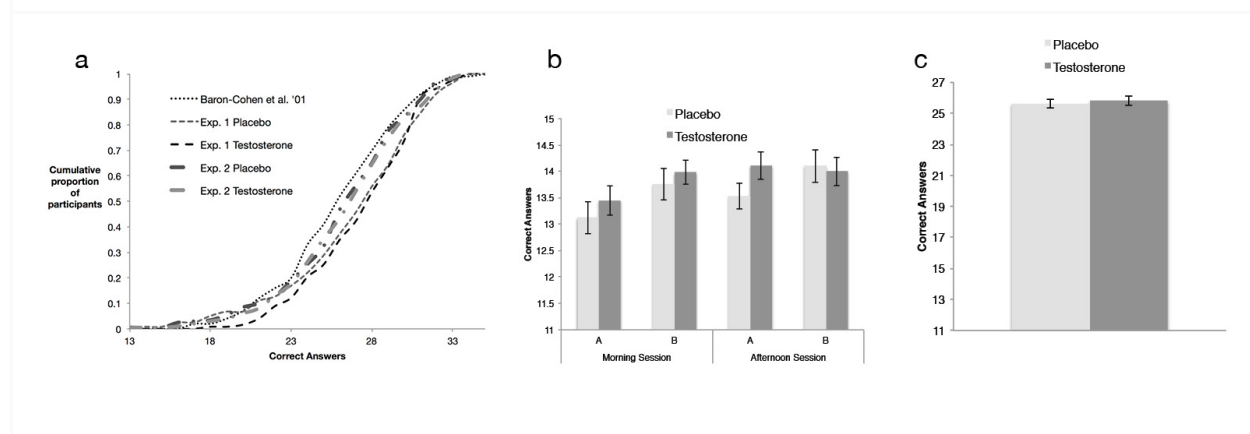 a
1
0.9
0.8
0.7
0.6
0.5
0.4
0.3
0.2
0.1
0
Cumulative
proportion
of
participants
Baron-Cohen et al. '01
Exp. 1 Placebo
Exp. 1 Testosterone
Exp. 2 Placebo
Exp. 2 Testosterone
13 18 23 28 33
Correct Answers
b
Placebo
Testosterone
15
14.5
14
13.5
13
12.5
12
11.5
11
Correct Answers
A B A B
Morning Session Afternoon Session
c
Placebo
Testosterone
27
25
23
21
19
17
15
13
11
Correct Answers